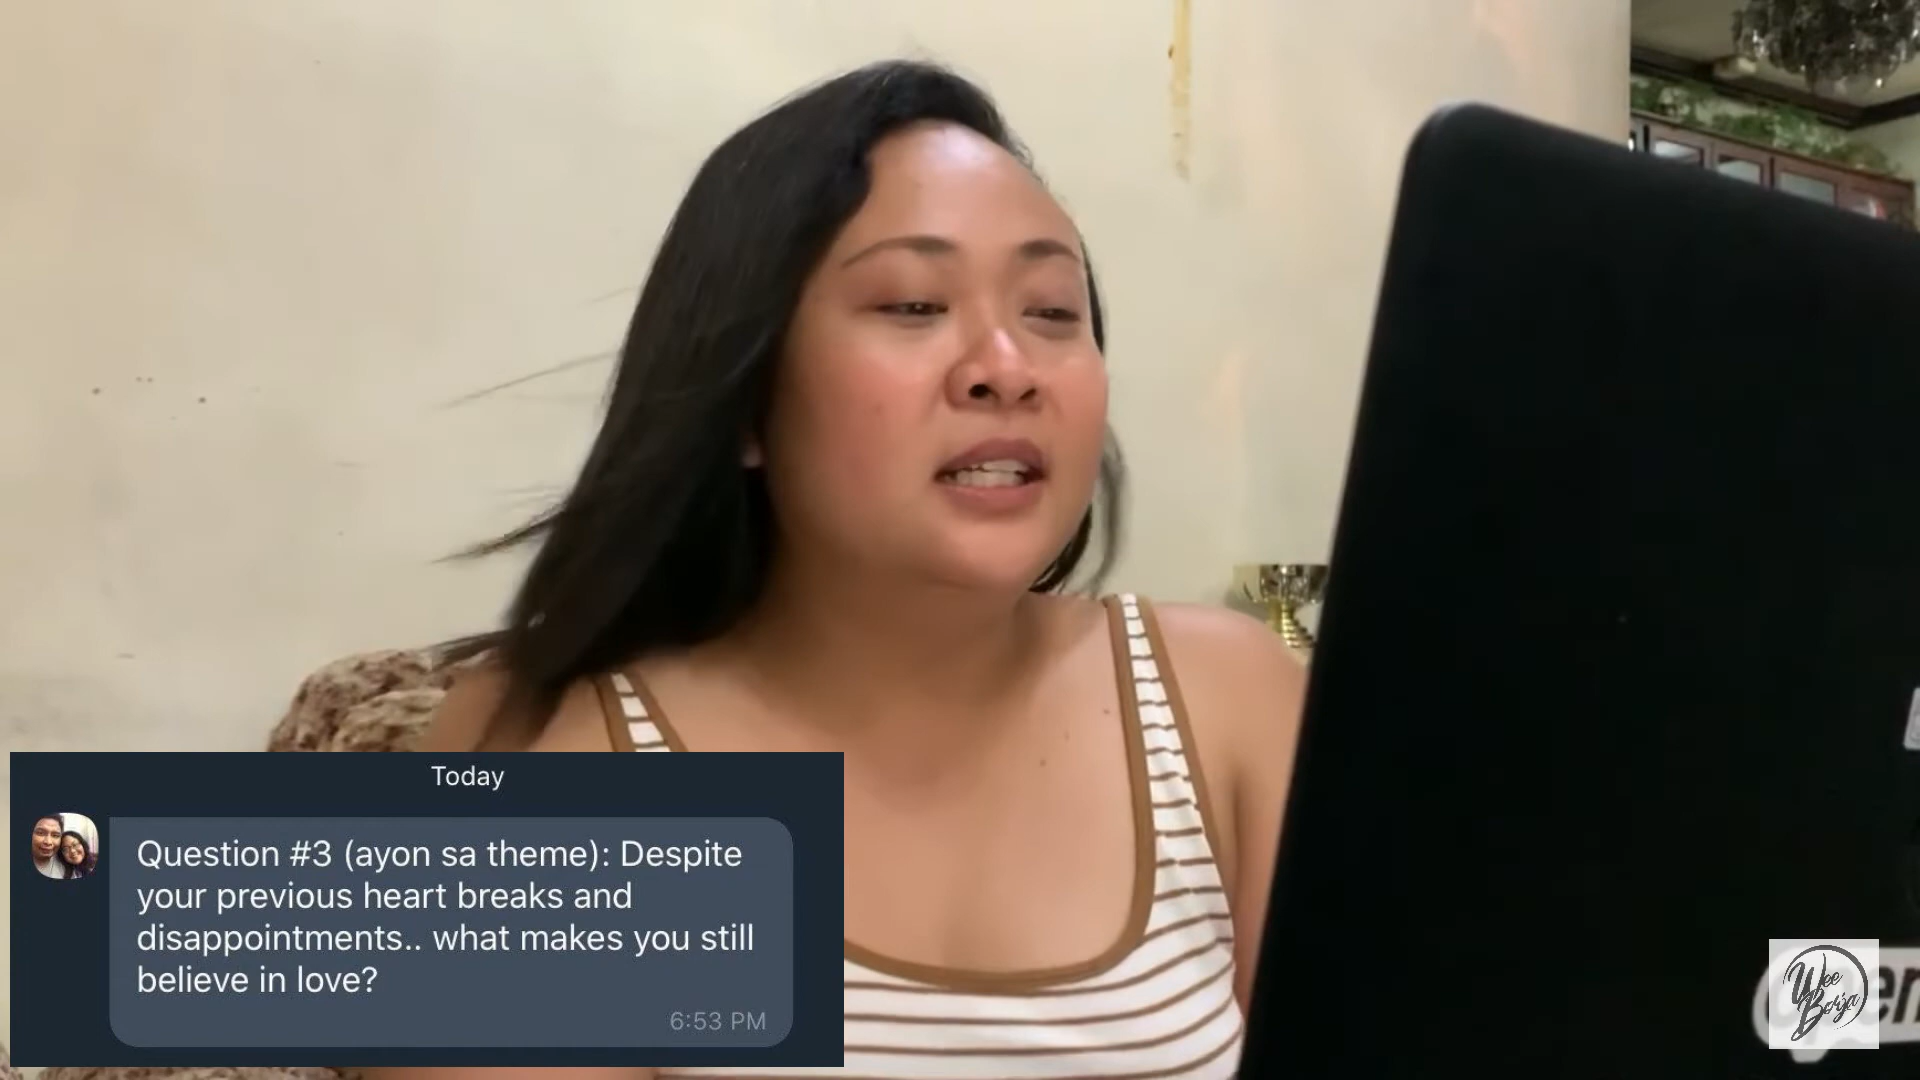 Today
Question #3 (ayon sa theme): Despite
your previous heart breaks and
disappointments.. what makes you still
believe in love?
6:53 PM
Wee
Borja